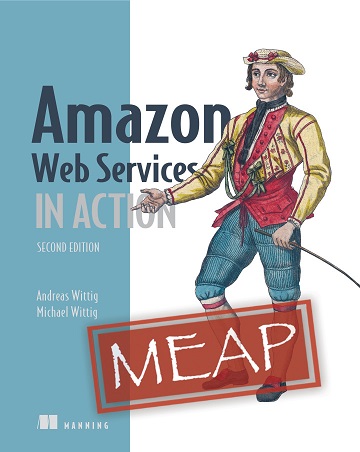 Amazon
Web Services
IN ACTION
SECOND EDITION
Andreas Wittig
Michael Wittig
MEAP
MANNING